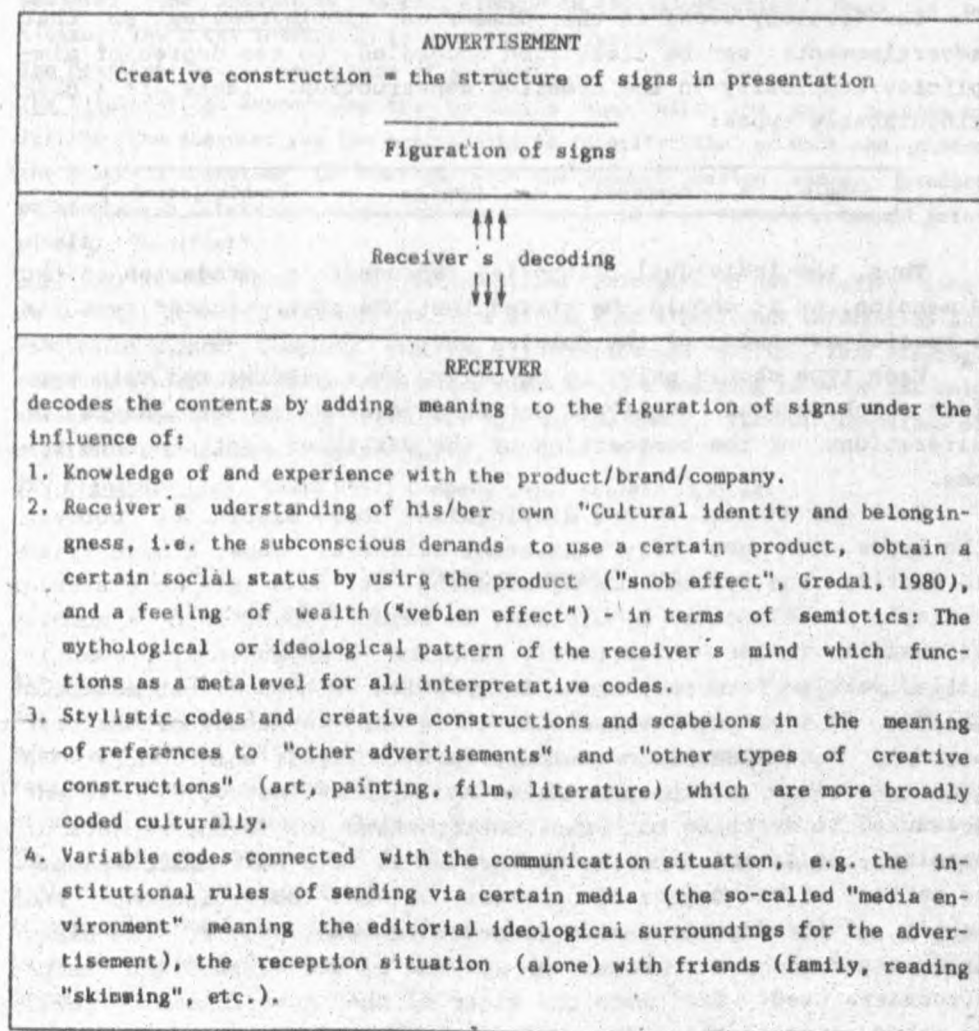 ADVERTISEMENT
Creative construction = the structure of signs in presentation
Figuration of signs
Receiver´s decoding
RECEIVER
decodes the contents by adding meaning to the figuration of signs under the
influence of:
1. Knowledge of and experience with the product/brand/company.
2. Receiver´s uderstanding of his/ber own "Cultural identity and belongin-
gness, i.e. the subconscious demands to use a certain product, obtain a
certain social status by using the product ("snob effect", Gredal, 1980),
and a feeling of wealth ("veblen effect") - in terms of semiotics: The
mythological or ideological pattern of the receiver´s mind which func-
tions as a metalevel for all interpretative codes.
3. Stylistic codes and creative constructions and scabelons in the meaning
of references to "other advertisements" and "other types of creative
constructions" (art, painting, film, literature) which are more broadly
coded culturally.
4. Variable codes connected with the communication situation, e.g. the in-
stitutional rules of sending via certain media (the so-called "media en-
vironment" meaning the editorial ideological surroundings for the adver-
tisement), the reception situation (alone) with friends (family, reading
"skimming", etc.).